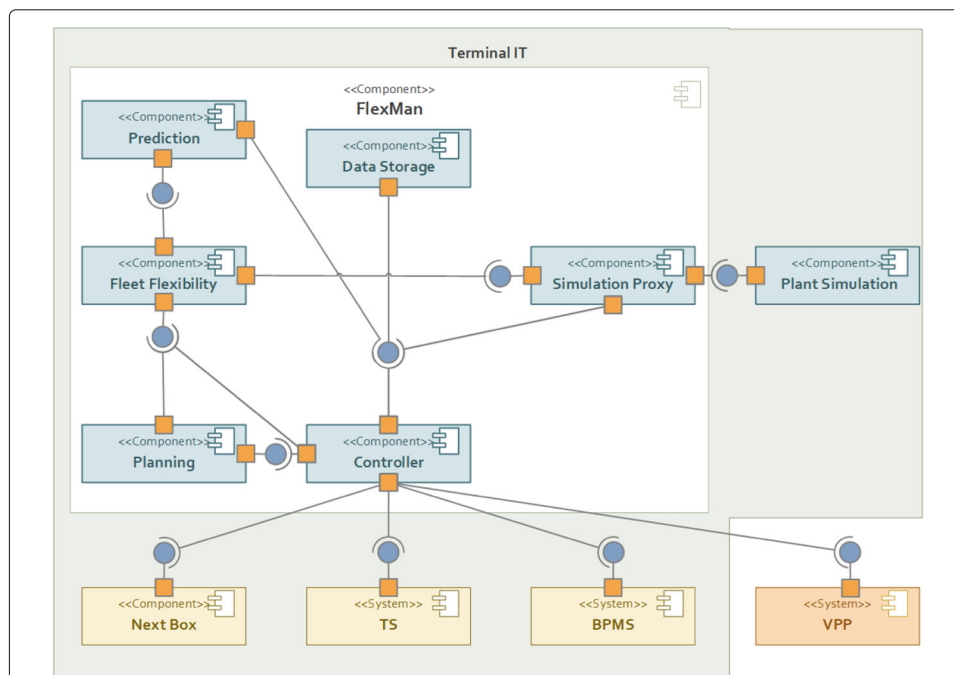 Terminal IT
<<Component>>
FlexMan
<<Component>>
Prediction
<<Component>>
Data Storage
<<Component>>
Fleet Flexibility
<<Component>>
Simulation Proxy
<<Component>>
Plant Simulation
<<Component>>
Planning
<<Component>>
Controller
<<Component>>
Next Box
<<System>>
TS
<<System>>
BPMS
<<System>>
VPP